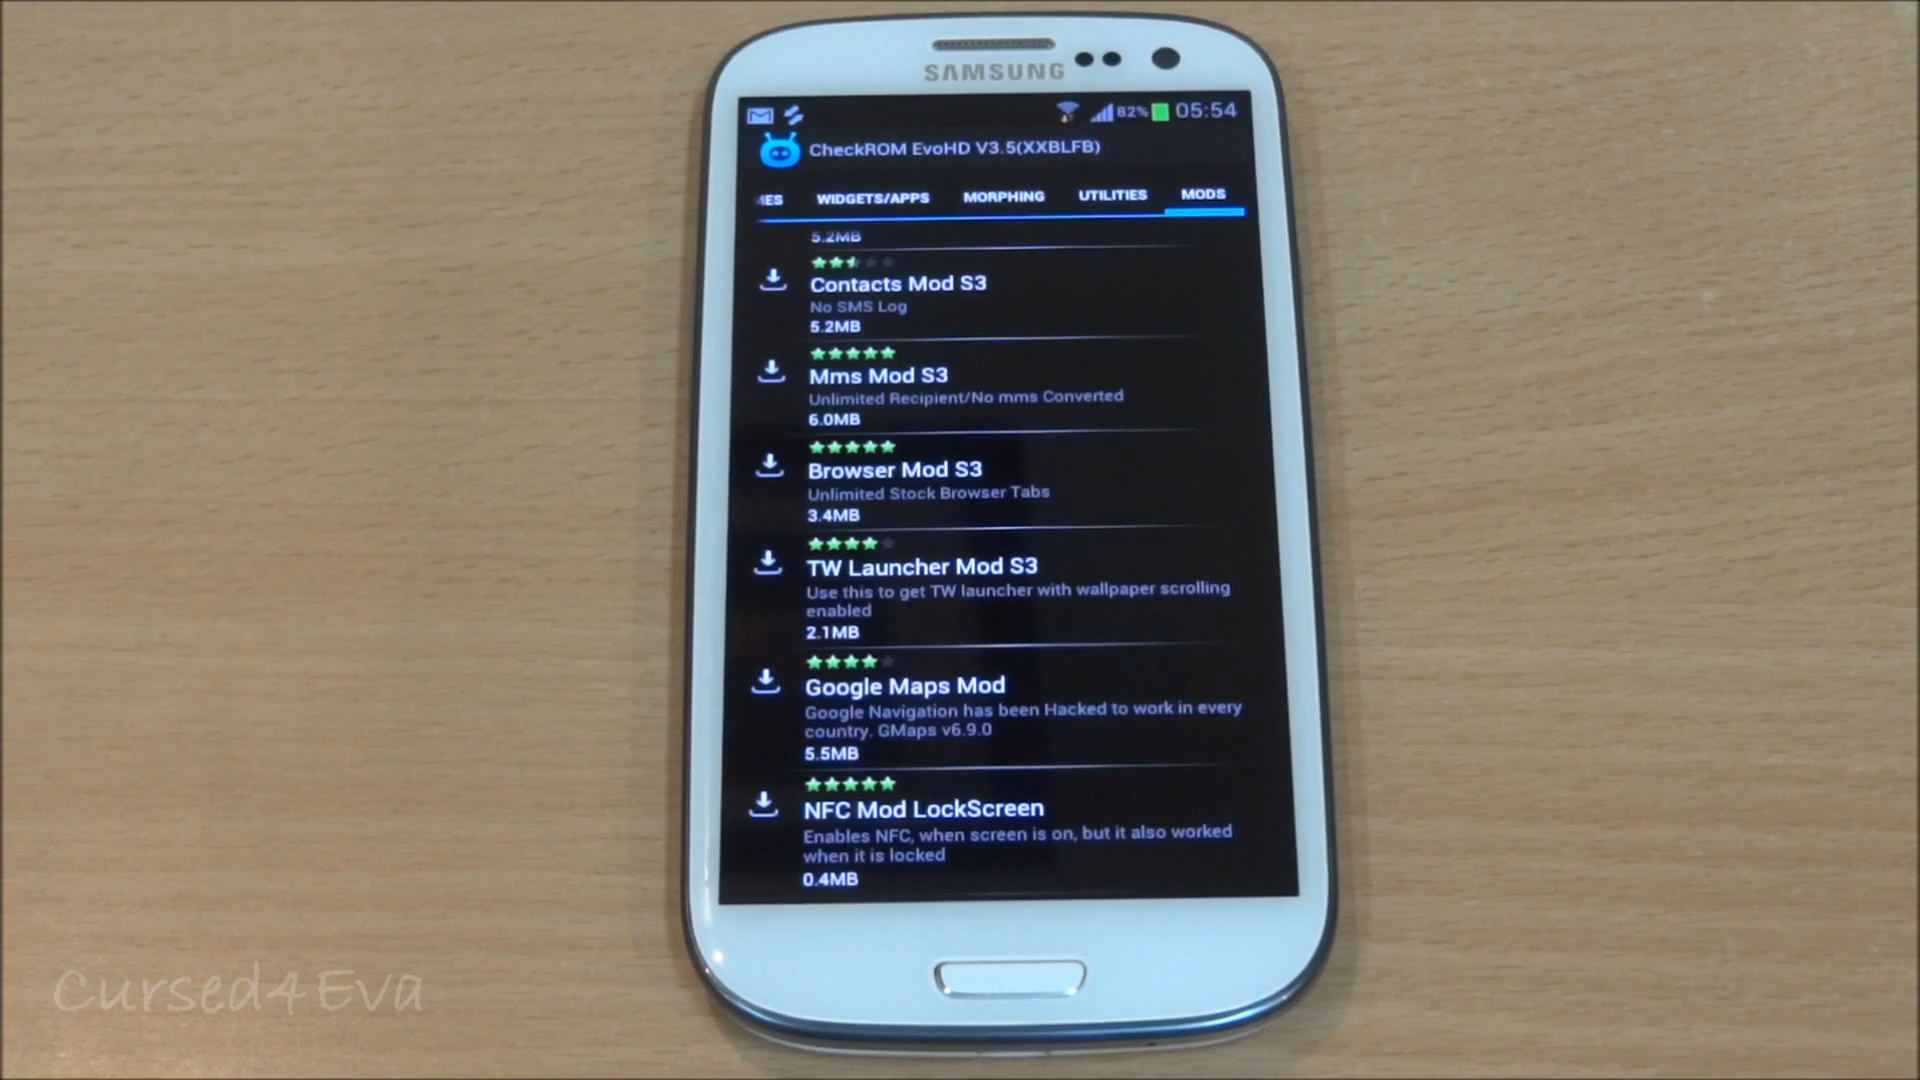 SAMSUNG
82% 05:54
CheckROM EvoHD V3.5(XXBLFB)
MES WIDGETS/APPS MORPHING UTILITIES MODS
5.2MB
Contacts Mod S3
No SMS Log
5.2MB
Mms Mod S3
Unlimited Recipient/No mms Converted
6.0MB
Browser Mod S3
Unlimited Stock Browser Tabs
3.4MB
TW Launcher Mod S3
Use this to get TW launcher with wallpaper scrolling
enabled
2.1MB
Google Maps Mod
Google Navigation has been Hacked to work in every
country. GMaps v6.9.0
5.5MB
NFC Mod LockScreen
Enables NFC, when screen is on, but it also worked
when it is locked
0.4MB
Cursed4Eva